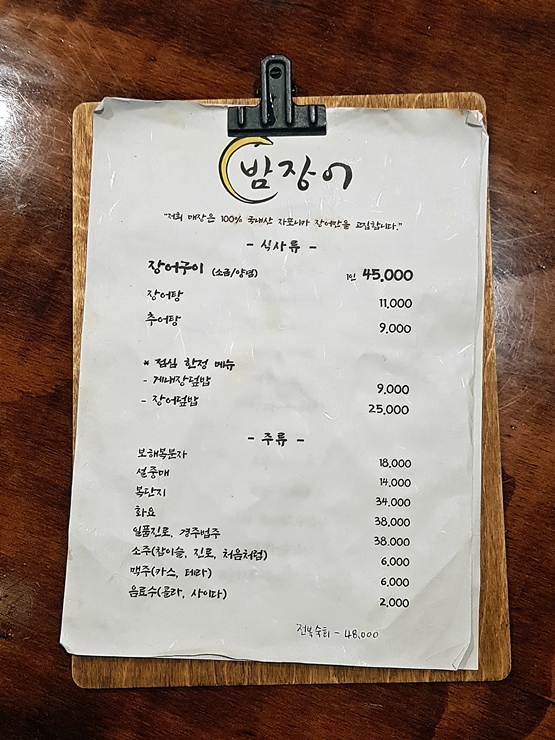 밤장어
"저희 매장은 100% 국내산 자포니카 장어만을 고집합니다."
- 식사류 -
장어구이 (소금/양념) 1인 45,000
장어탕 11,000
추어탕 9,000
* 점심 한정 메뉴
- 게내장덮밥 9,000
- 장어덮밥 25,000
- 주류 -
보해복분자 18,000
설중매 14,000
복단지 34,000
화요 38,000
일품진로, 경주법주 38,000
소주(참이슬, 진로, 처음처럼) 6,000
맥주(카스, 테라) 6,000
음료수(콜라, 사이다) 2,000
전복숙회 - 48,000